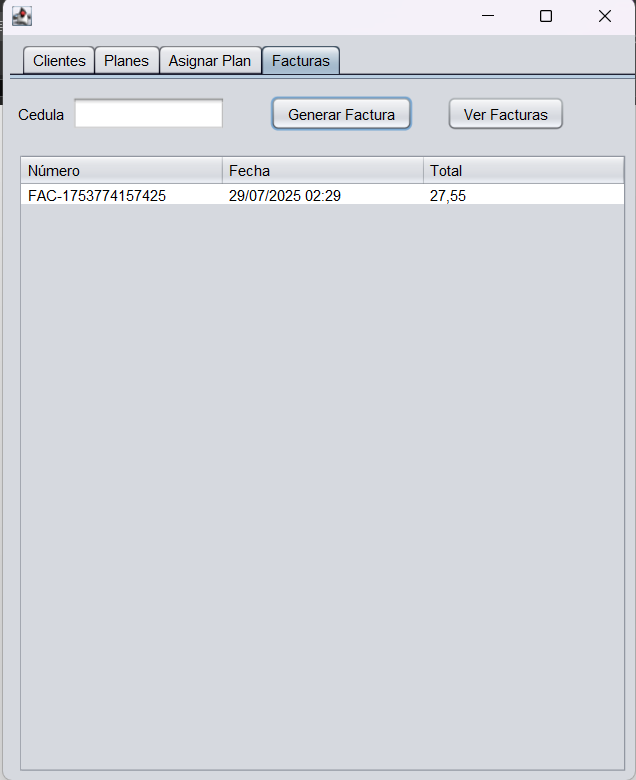 Clientes Planes Asignar Plan Facturas
Cedula Generar Factura Ver Facturas
Número Fecha Total
FAC-1753774157425 29/07/2025 02:29 27,55